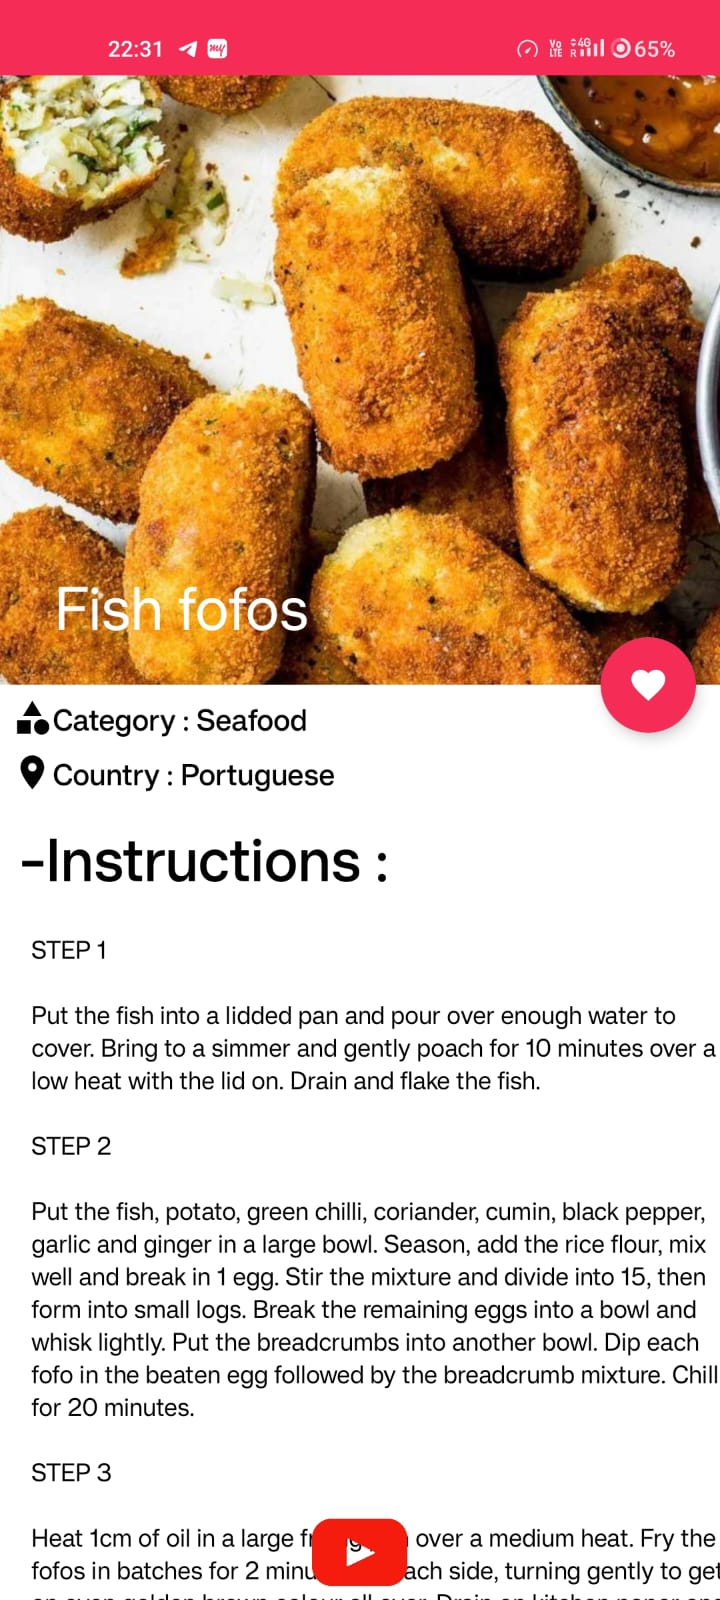 22:31 my Vo LTE 4G R 65%
Fish fofos
Category : Seafood
Country : Portuguese
-Instructions :
STEP 1
Put the fish into a lidded pan and pour over enough water to
cover. Bring to a simmer and gently poach for 10 minutes over a
low heat with the lid on. Drain and flake the fish.
STEP 2
Put the fish, potato, green chilli, coriander, cumin, black pepper,
garlic and ginger in a large bowl. Season, add the rice flour, mix
well and break in 1 egg. Stir the mixture and divide into 15, then
form into small logs. Break the remaining eggs into a bowl and
whisk lightly. Put the breadcrumbs into another bowl. Dip each
fofo in the beaten egg followed by the breadcrumb mixture. Chill
for 20 minutes.
STEP 3
Heat 1cm of oil in a large over a medium heat. Fry the
fofos in batches for 2 side, turning gently to get